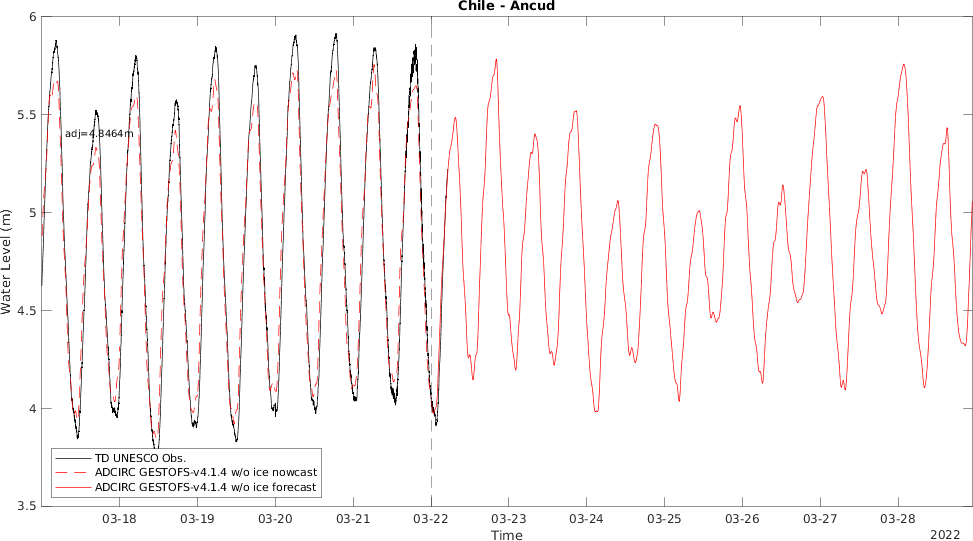 Chile - Ancud
6
5.5
5
4.5
4
3.5
Water Level (m)
adj=4.8464m
TD UNESCO Obs.
ADCIRC GESTOFS-v4.1.4 w/o ice nowcast
ADCIRC GESTOFS-v4.1.4 w/o ice forecast
03-18 03-19 03-20 03-21 03-22 03-23 03-24 03-25 03-26 03-27 03-28
Time
2022